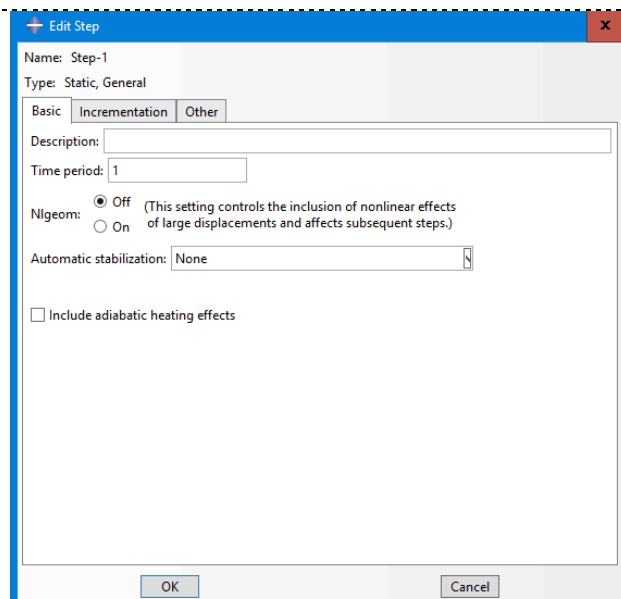 Edit Step
x
Name: Step-1
Type: Static, General
Basic Incrementation Other
Description:
Time period: 1
Nlgeom: Off (This setting controls the inclusion of nonlinear effects
On of large displacements and affects subsequent steps.)
Automatic stabilization: None
Include adiabatic heating effects
OK Cancel